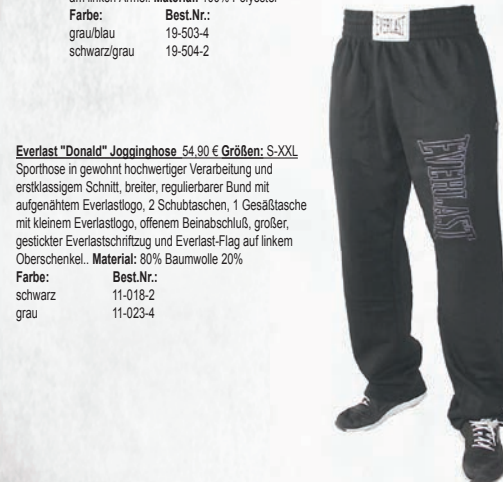 Material: 100% Polyester
Farbe: Best.Nr.:
grau/blau 19-503-4
schwarz/grau 19-504-2
Everlast "Donald" Jogginghose 54,90 € Größen: S-XXL
Sporthose in gewohnt hochwertiger Verarbeitung und
erstklassigem Schnitt, breiter, regulierbarer Bund mit
aufgenähtem Everlastlogo, 2 Schubtaschen, 1 Gesäßtasche
mit kleinem Everlastlogo, offenem Beinabschluß, großer,
gestickter Everlastschriftzug und Everlast-Flag auf linkem
Oberschenkel.. Material: 80% Baumwolle 20%
Farbe: Best.Nr.:
schwarz 11-018-2
grau 11-023-4
EVERLAST
EVERLAST